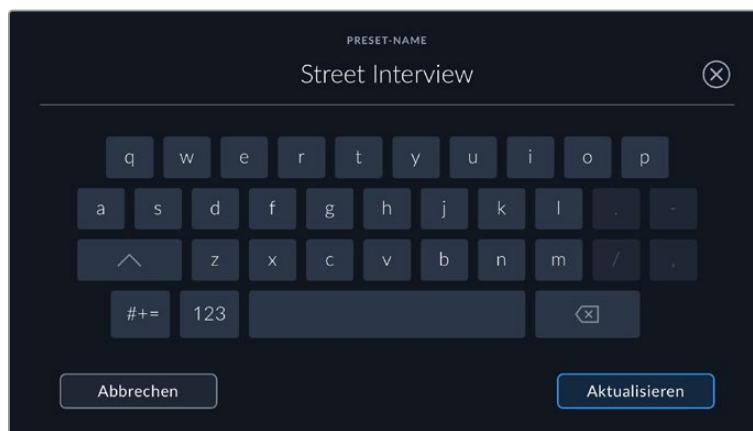 PRESET-NAME
Street Interview
q w e r t y u i o p
a s d f g h j k l . -
z x c v b n m / ,
#+= 123
Abbrechen Aktualisieren